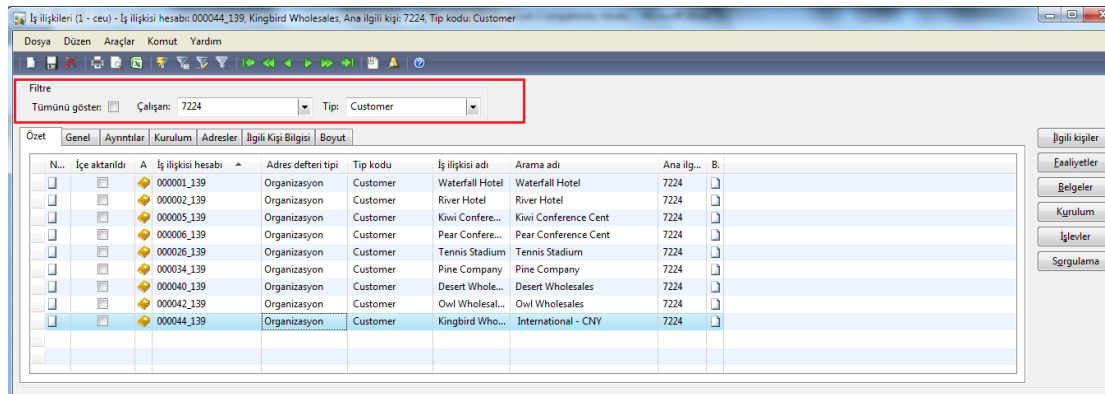 İş ilişkileri (1 - ceu) - İş ilişkisi hesabı: 000044_139, Kingbird Wholesales, Ana ilgili kişi: 7224, Tip kodu: Customer
Dosya Düzen Araçlar Komut Yardım
Filtre
Tümünü göster: Çalışan: 7224 Tip: Customer
Özet Genel Ayrıntılar Kurulum Adresler İlgili Kişi Bilgisi Boyut
İlgili kişiler
N... İçe aktarıldı A İş ilişkisi hesabı Adres defteri tipi Tip kodu İş ilişkisi adı Arama adı Ana ilg... B.
Faaliyetler
000001_139 Organizasyon Customer Waterfall Hotel Waterfall Hotel 7224
Belgeler
000002_139 Organizasyon Customer River Hotel River Hotel 7224
000005_139 Organizasyon Customer Kiwi Confere... Kiwi Conference Cent 7224
Kurulum
000006_139 Organizasyon Customer Pear Confere... Pear Conference Cent 7224
İşlevler
000026_139 Organizasyon Customer Tennis Stadium Tennis Stadium 7224
Sorgulama
000034_139 Organizasyon Customer Pine Company Pine Company 7224
000040_139 Organizasyon Customer Desert Whole... Desert Wholesales 7224
000042_139 Organizasyon Customer Owl Wholesal... Owl Wholesales 7224
000044_139 Organizasyon Customer Kingbird Who... International - CNY 7224